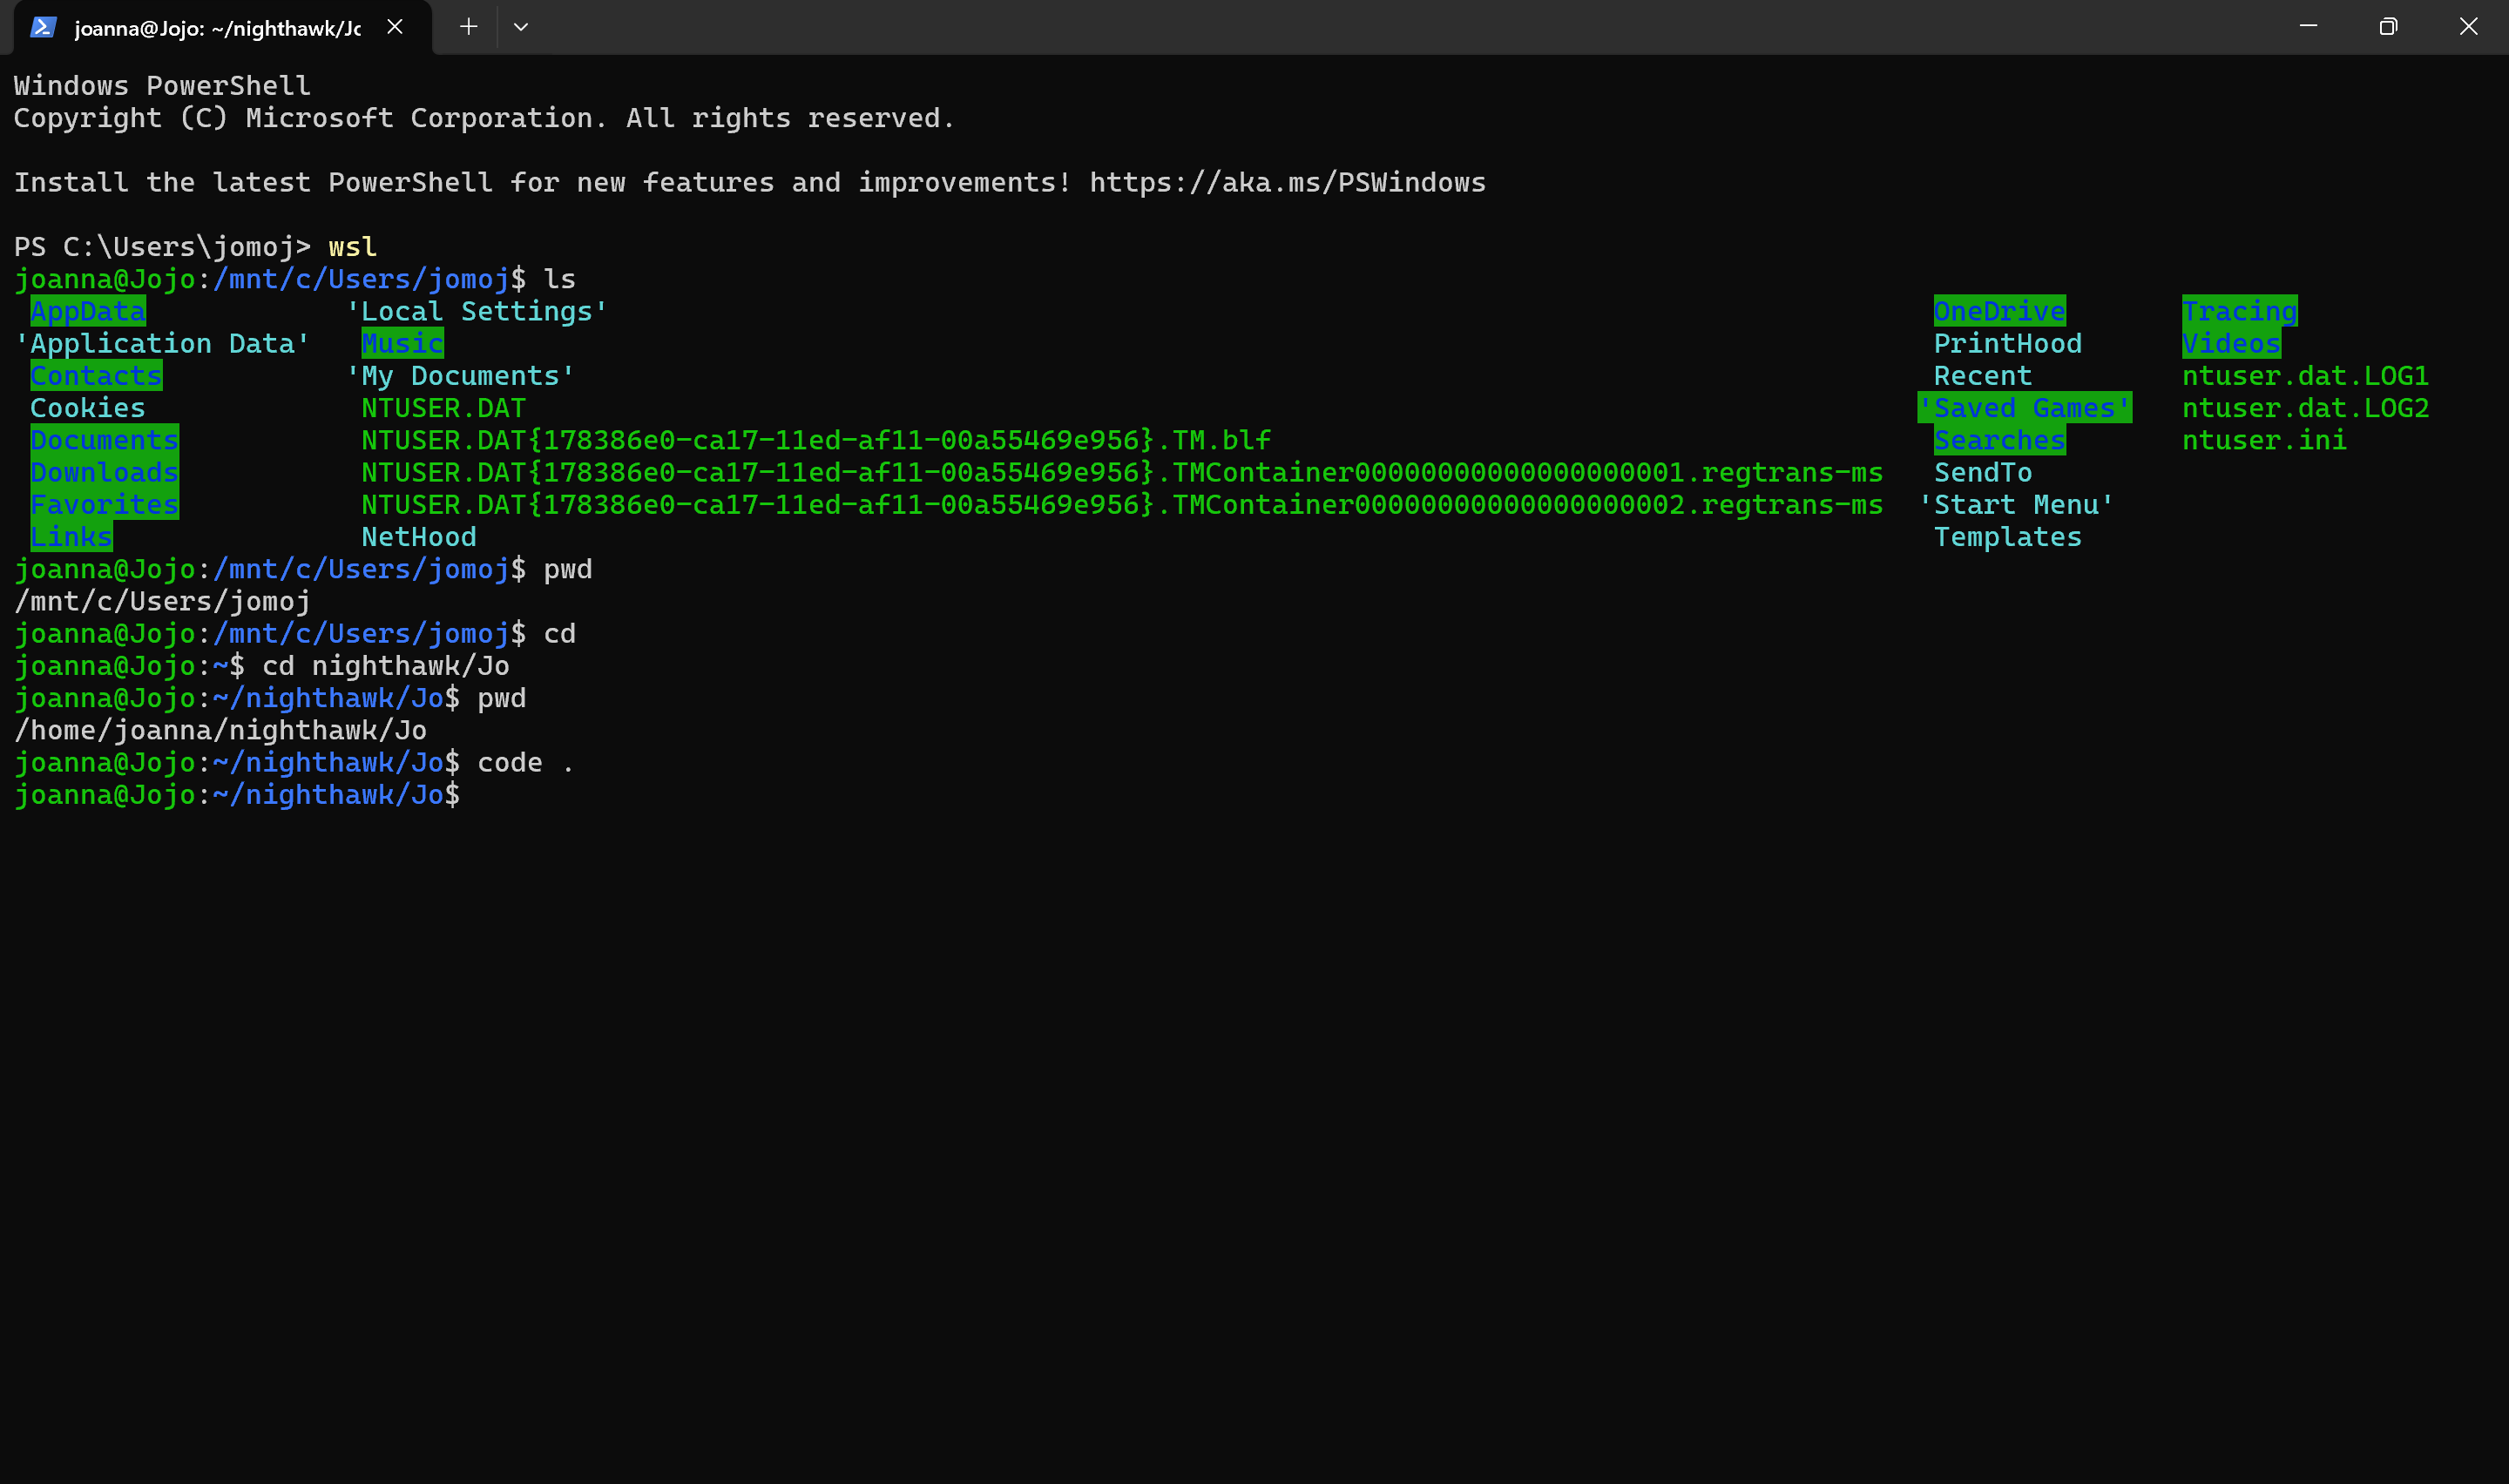 joanna@Jojo: ~/nighthawk/Jo
Windows PowerShell
Copyright (C) Microsoft Corporation. All rights reserved.
Install the latest PowerShell for new features and improvements! https://aka.ms/PSWindows
PS C:\Users\jomoj> wsl
joanna@Jojo:/mnt/c/Users/jomoj$ ls
AppData 'Local Settings' OneDrive Tracing
'Application Data' Music PrintHood Videos
Contacts 'My Documents' Recent ntuser.dat.LOG1
Cookies NTUSER.DAT 'Saved Games' ntuser.dat.LOG2
Documents NTUSER.DAT{178386e0-ca17-11ed-af11-00a55469e956}.TM.blf Searches ntuser.ini
Downloads NTUSER.DAT{178386e0-ca17-11ed-af11-00a55469e956}.TMContainer00000000000000000001.regtrans-ms SendTo
Favorites NTUSER.DAT{178386e0-ca17-11ed-af11-00a55469e956}.TMContainer00000000000000000002.regtrans-ms 'Start Menu'
Links NetHood Templates
joanna@Jojo:/mnt/c/Users/jomoj$ pwd
/mnt/c/Users/jomoj
joanna@Jojo:/mnt/c/Users/jomoj$ cd
joanna@Jojo:~$ cd nighthawk/Jo
joanna@Jojo:~/nighthawk/Jo$ pwd
/home/joanna/nighthawk/Jo
joanna@Jojo:~/nighthawk/Jo$ code .
joanna@Jojo:~/nighthawk/Jo$